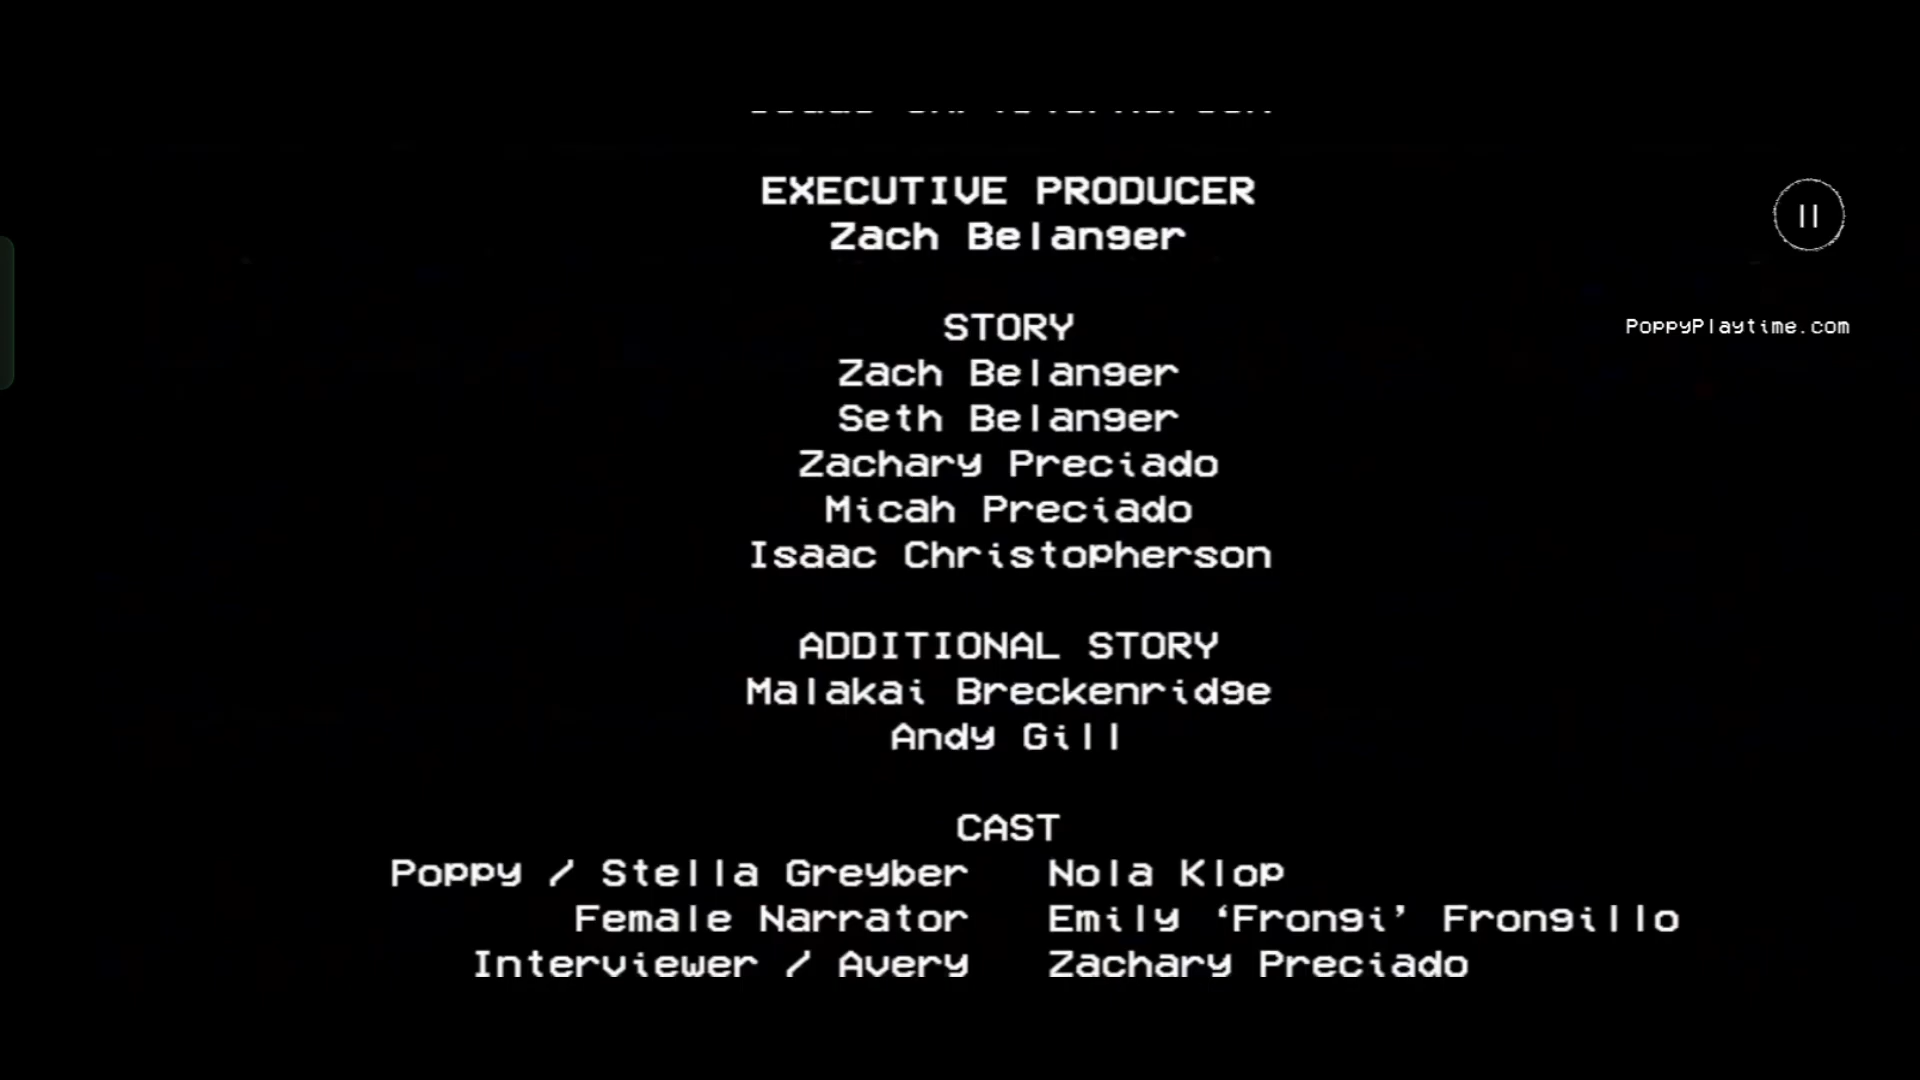 EXECUTIVE PRODUCER
Zach Belanger
PoppyPlaytime.com
STORY
Zach Belanger
Seth Belanger
Zachary Preciado
Micah Preciado
Isaac Christopherson
ADDITIONAL STORY
Malakai Breckenridge
Andy Gill
CAST
Poppy / Stella Greyber Nola Klop
Female Narrator Emily ‘Frongi’ Frongillo
Interviewer / Avery Zachary Preciado